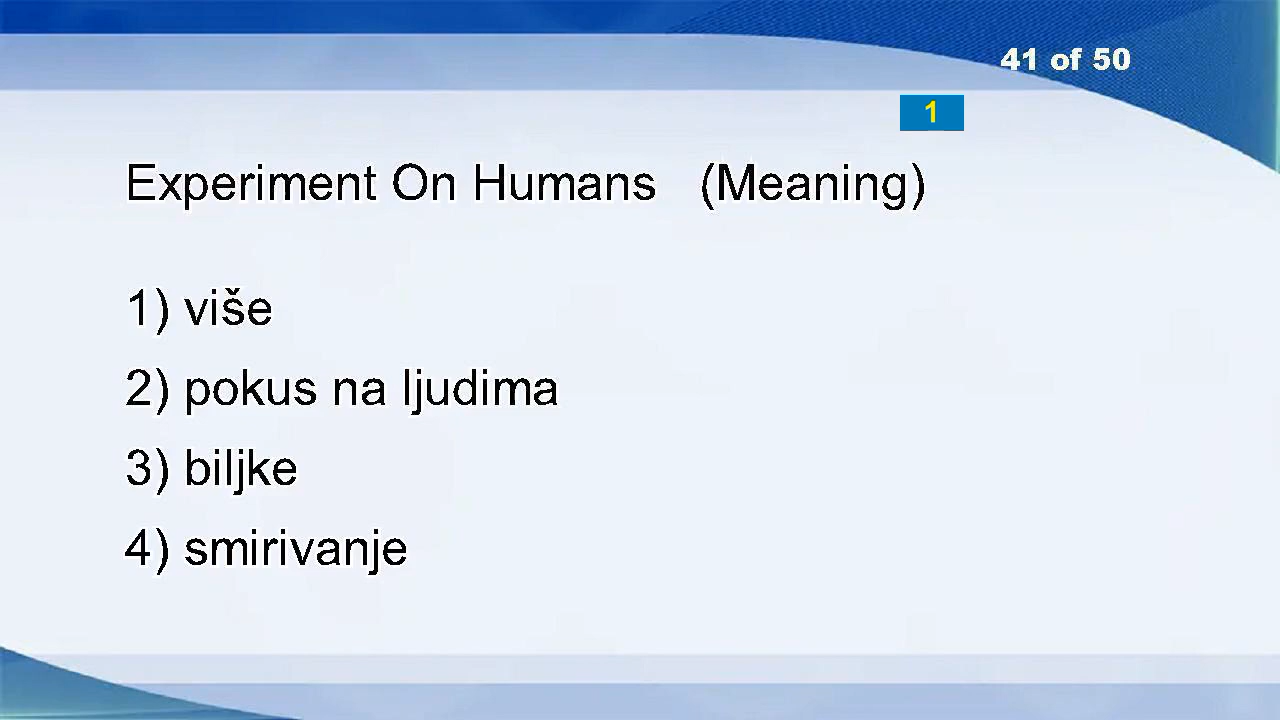 41 of 50
1
Experiment On Humans (Meaning)
1) više
2) pokus na ljudima
3) biljke
4) smirivanje